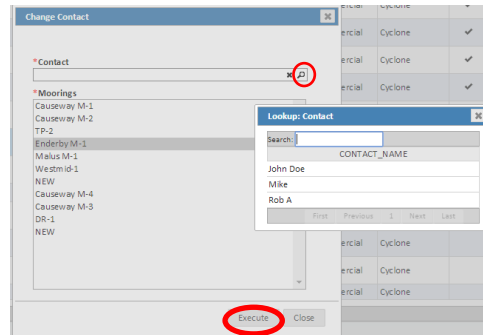 Change Contact
*Contact
*Moorings
Causeway M-1
Causeway M-2
TP-2
Enderby M-1
Malus M-1
Westmid-1
NEW
Causeway M-4
Causeway M-3
DR-1
NEW
Execute Close
Lookup: Contact
Search:
CONTACT_NAME
John Doe
Mike
Rob A
First Previous 1 Next Last
ercial Cyclone
ercial Cyclone
ercial Cyclone
ercial Cyclone
ercial Cyclone
ercial Cyclone
ercial Cyclone